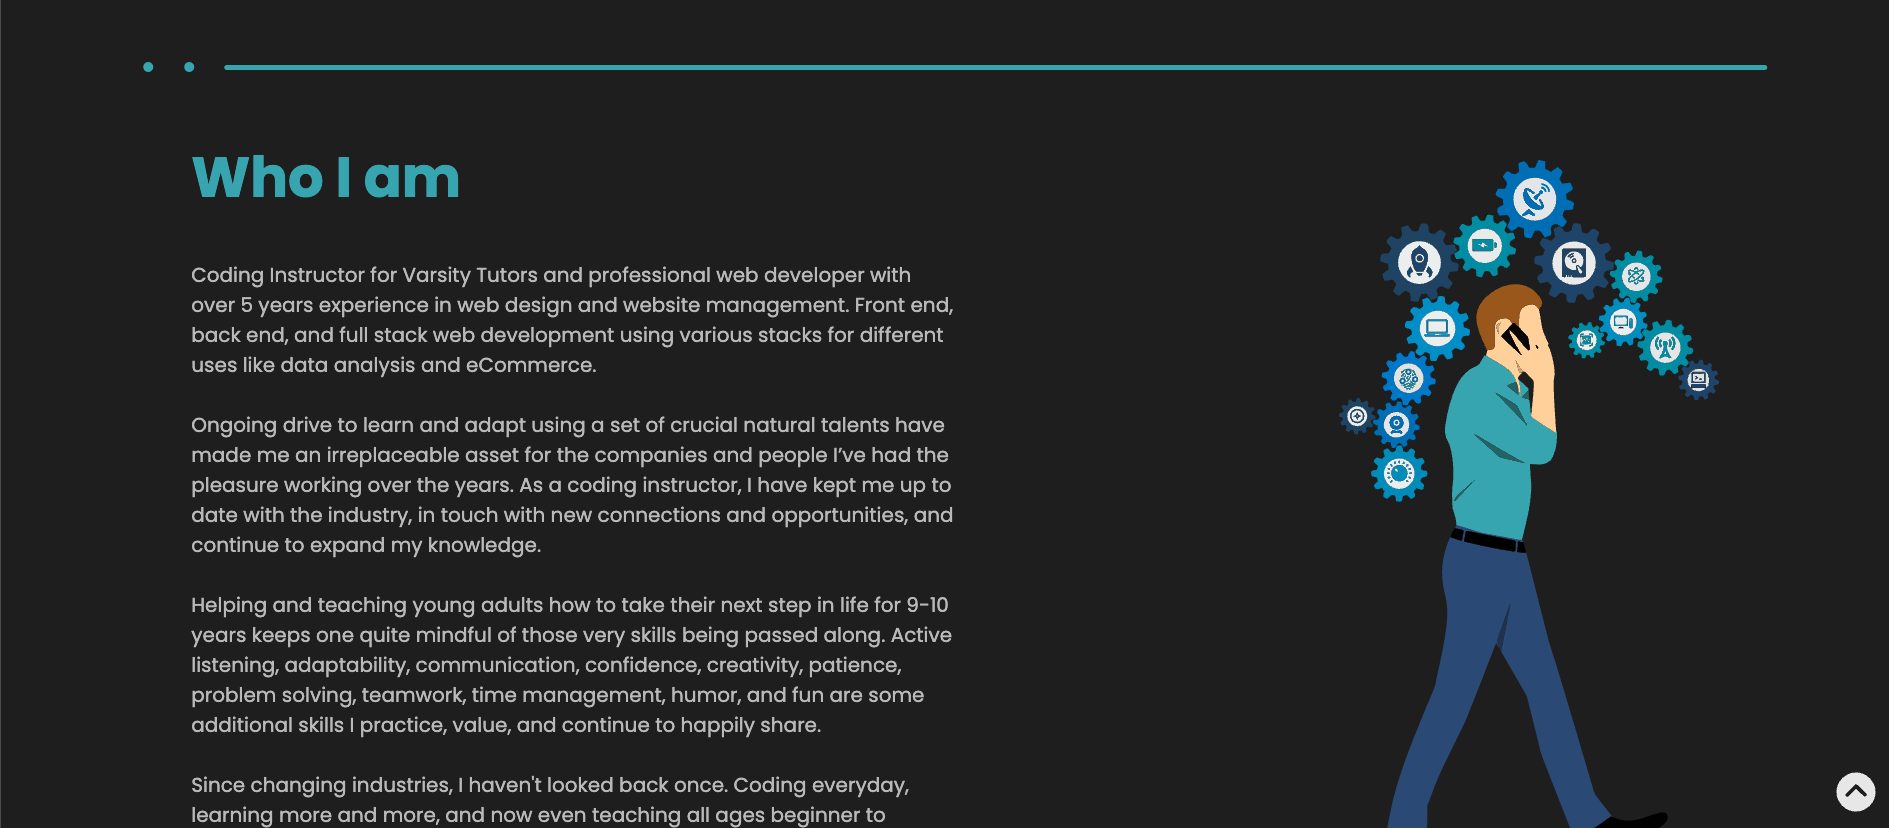 Who I am
Coding Instructor for Varsity Tutors and professional web developer with
over 5 years experience in web design and website management. Front end,
back end, and full stack web development using various stacks for different
uses like data analysis and eCommerce.
Ongoing drive to learn and adapt using a set of crucial natural talents have
made me an irreplaceable asset for the companies and people I’ve had the
pleasure working over the years. As a coding instructor, I have kept me up to
date with the industry, in touch with new connections and opportunities, and
continue to expand my knowledge.
Helping and teaching young adults how to take their next step in life for 9-10
years keeps one quite mindful of those very skills being passed along. Active
listening, adaptability, communication, confidence, creativity, patience,
problem solving, teamwork, time management, humor, and fun are some
additional skills I practice, value, and continue to happily share.
Since changing industries, I haven't looked back once. Coding everyday,
learning more and more, and now even teaching all ages beginner to